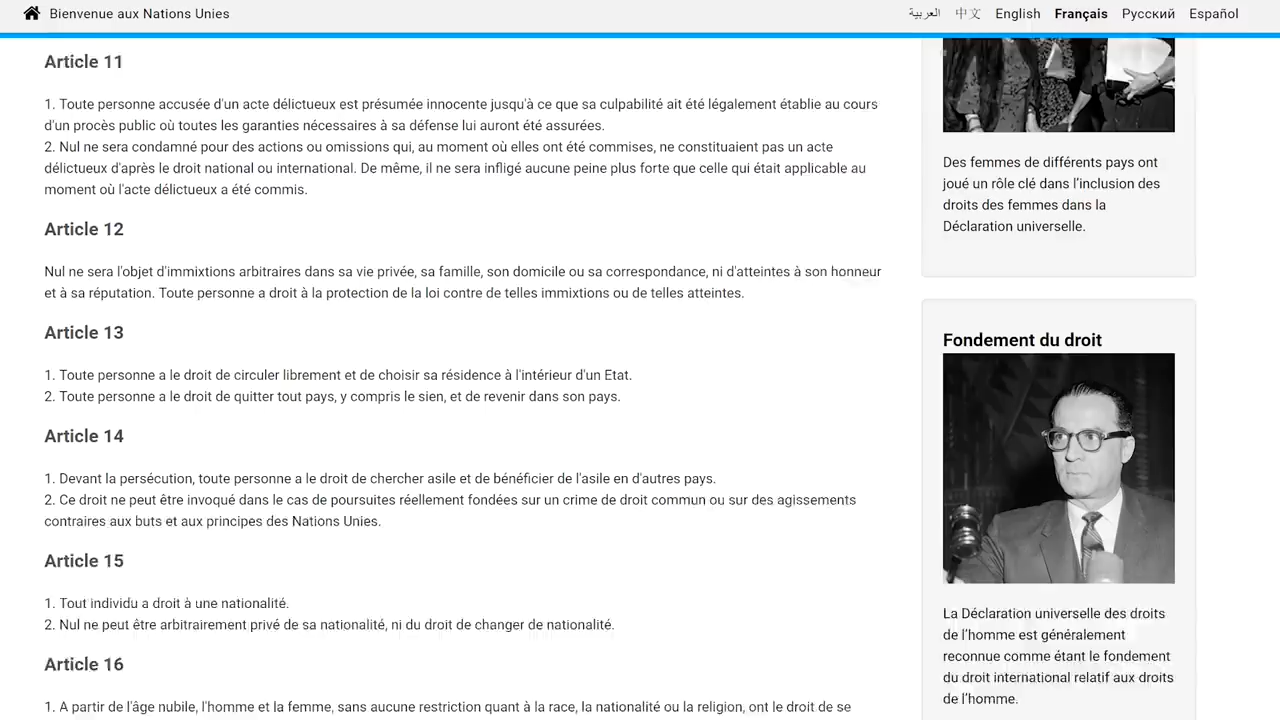 Bienvenue aux Nations Unies
العربية 中文 English Français Русский Español
Article 11
1. Toute personne accusée d'un acte délictueux est présumée innocente jusqu'à ce que sa culpabilité ait été légalement établie au cours
d'un procès public où toutes les garanties nécessaires à sa défense lui auront été assurées.
2. Nul ne sera condamné pour des actions ou omissions qui, au moment où elles ont été commises, ne constituaient pas un acte
délictueux d'après le droit national ou international. De même, il ne sera infligé aucune peine plus forte que celle qui était applicable au
moment où l'acte délictueux a été commis.
Article 12
Nul ne sera l'objet d'immixtions arbitraires dans sa vie privée, sa famille, son domicile ou sa correspondance, ni d'atteintes à son honneur
et à sa réputation. Toute personne a droit à la protection de la loi contre de telles immixtions ou de telles atteintes.
Article 13
1. Toute personne a le droit de circuler librement et de choisir sa résidence à l'intérieur d'un Etat.
2. Toute personne a le droit de quitter tout pays, y compris le sien, et de revenir dans son pays.
Article 14
1. Devant la persécution, toute personne a le droit de chercher asile et de bénéficier de l'asile en d'autres pays.
2. Ce droit ne peut être invoqué dans le cas de poursuites réellement fondées sur un crime de droit commun ou sur des agissements
contraires aux buts et aux principes des Nations Unies.
Article 15
1. Tout individu a droit à une nationalité.
2. Nul ne peut être arbitrairement privé de sa nationalité, ni du droit de changer de nationalité.
Article 16
1. A partir de l'âge nubile, l'homme et la femme, sans aucune restriction quant à la race, la nationalité ou la religion, ont le droit de se
Des femmes de différents pays ont
joué un rôle clé dans l’inclusion des
droits des femmes dans la
Déclaration universelle.
Fondement du droit
La Déclaration universelle des droits
de l’homme est généralement
reconnue comme étant le fondement
du droit international relatif aux droits
de l’homme.